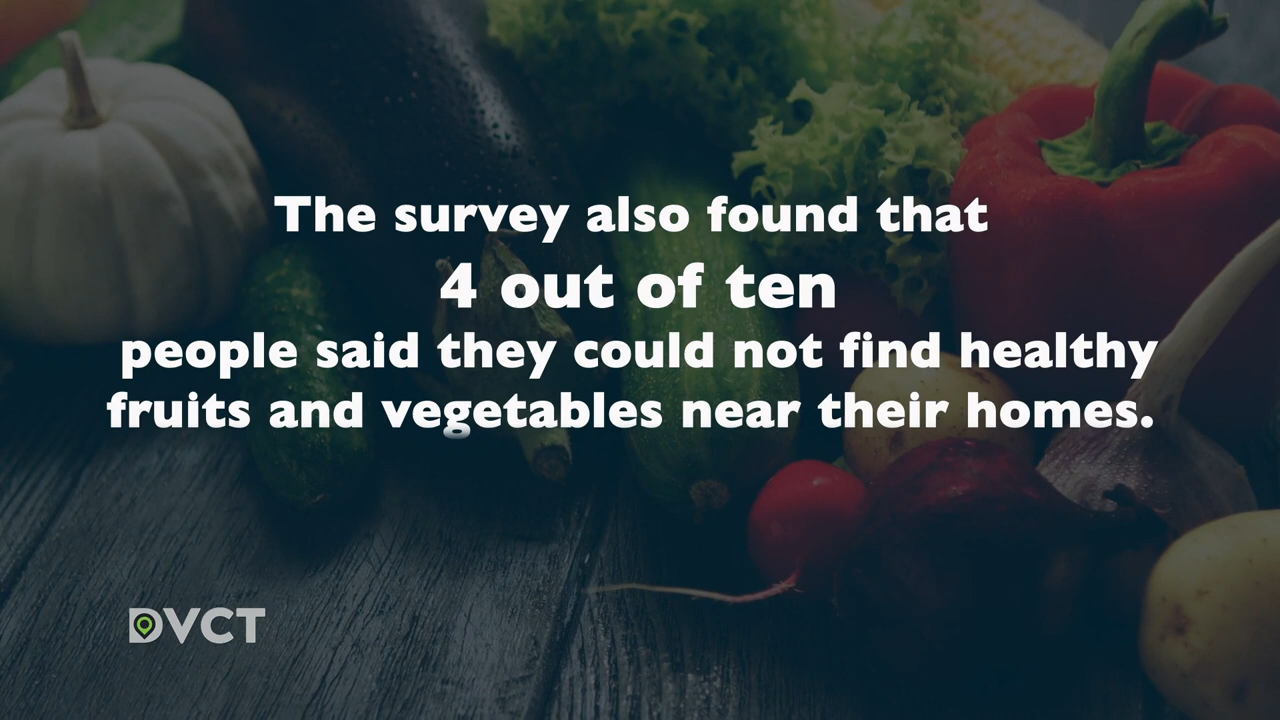 The survey also found that
4 out of ten
people said they could not find healthy
fruits and vegetables near their homes.
DVCT